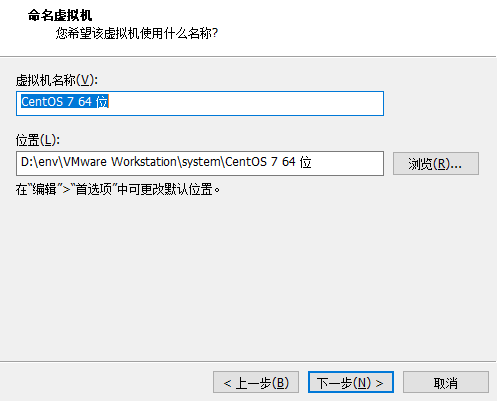 命名虚拟机
您希望该虚拟机使用什么名称?
虚拟机名称(V):
CentOS 7 64 位
位置(L):
D:\env\VMware Workstation\system\CentOS 7 64 位
浏览(R)...
在"编辑">"首选项"中可更改默认位置。
< 上一步(B)
下一步(N) >
取消